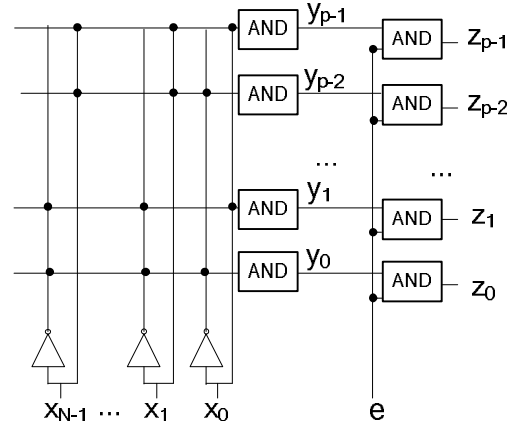 AND y_{p-1} AND z_{p-1}
AND y_{p-2} AND z_{p-2}
... ...
AND y_1 AND z_1
AND y_0 AND z_0
x_{N-1} ... x_1 x_0 e